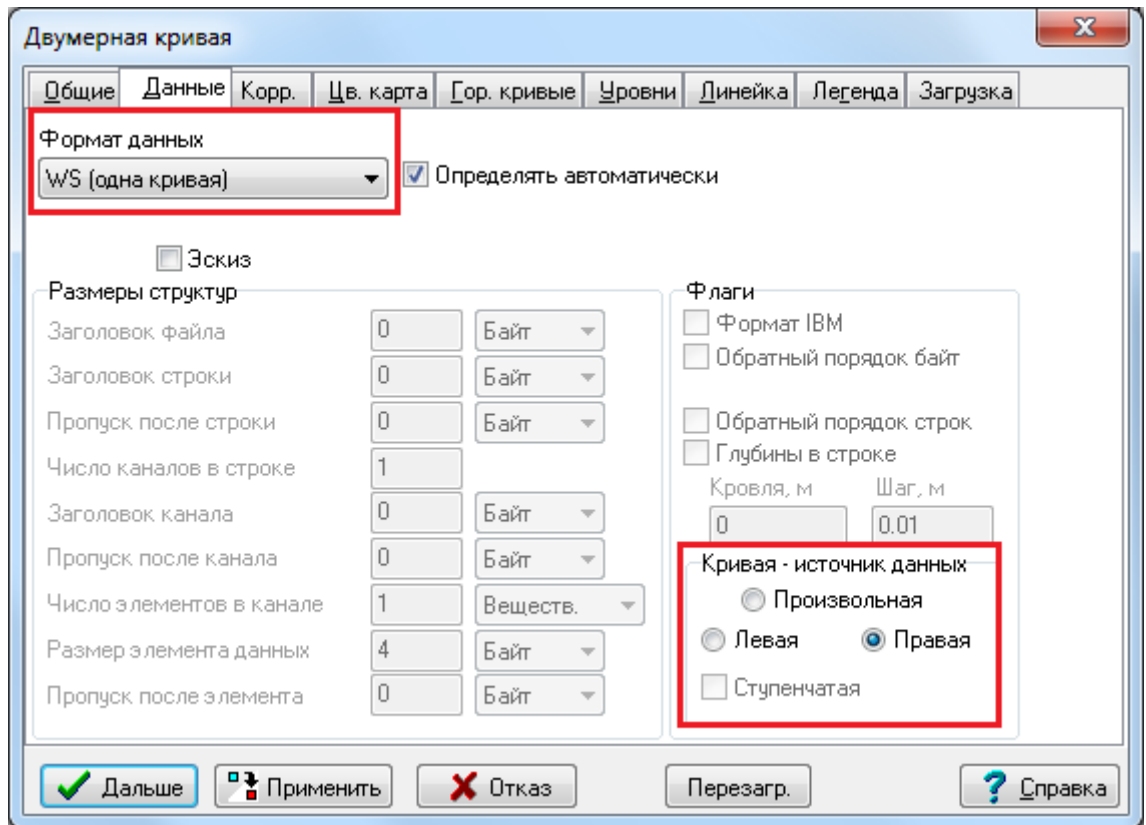 Двумерная кривая
Общие Данные Корр. Цв. карта Гор. кривые Уровни Линейка Легенда Загрузка
Формат данных
WS (одна кривая) Определять автоматически
Эскиз
Размеры структур Флаги
Заголовок файла 0 Байт Формат IBM
Обратный порядок байт
Заголовок строки 0 Байт
Пропуск после строки 0 Байт Обратный порядок строк
Глубины в строке
Число каналов в строке 1
Кровля, м Шаг, м
Заголовок канала 0 Байт 0 0.01
Пропуск после канала 0 Байт Кривая - источник данных
Число элементов в канале 1 Веществ. Произвольная
Размер элемента данных 4 Байт Левая Правая
Пропуск после элемента 0 Байт Ступенчатая
Дальше Применить Отказ Перезагр. Справка